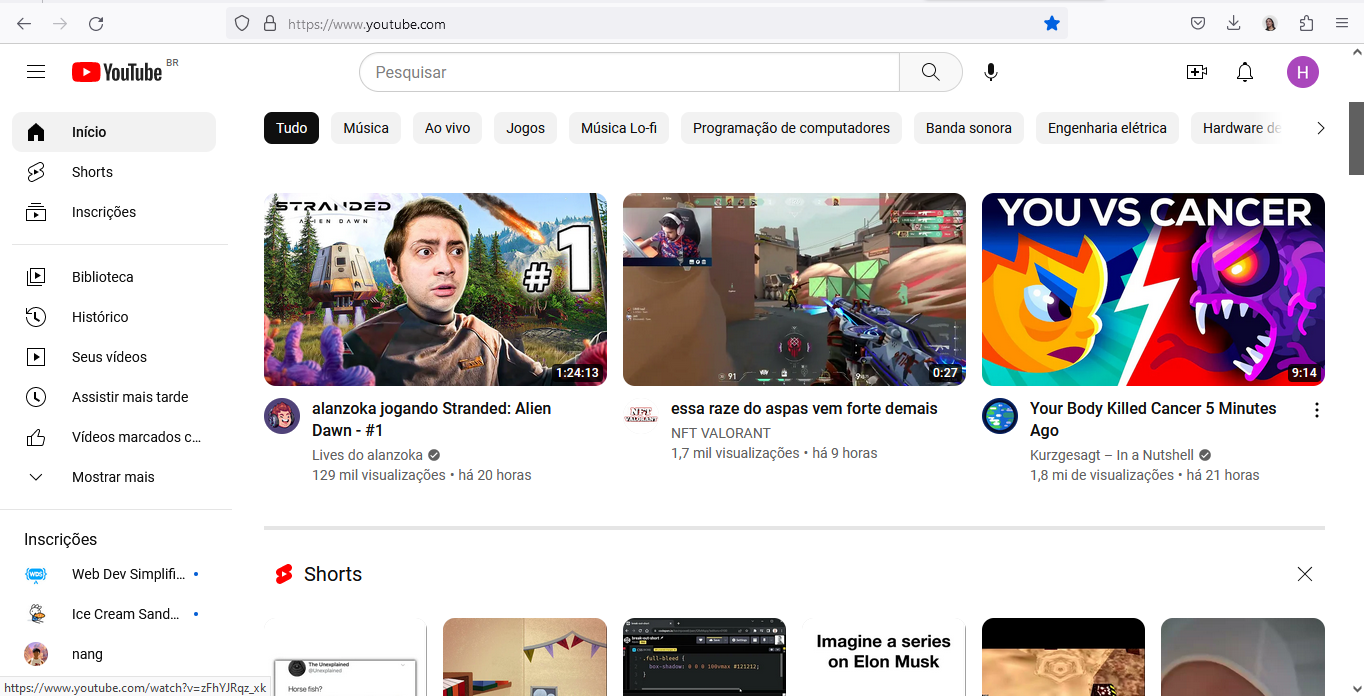 https://www.youtube.com
YouTube BR
Pesquisar
H
Início
Shorts
Inscrições
Biblioteca
Histórico
Seus vídeos
Assistir mais tarde
Vídeos marcados c...
Mostrar mais
Inscrições
Web Dev Simplifi...
Ice Cream Sand...
nang
https://www.youtube.com/watch?v=zFhYJRqz_xk
Tudo
Música
Ao vivo
Jogos
Música Lo-fi
Programação de computadores
Banda sonora
Engenharia elétrica
Hardware de
STRANDED
ALIEN DAWN
#1
1:24:13
alanzoka jogando Stranded: Alien
Dawn - #1
Lives do alanzoka
129 mil visualizações • há 20 horas
91
0:27
NFT
VALORANT
essa raze do aspas vem forte demais
NFT VALORANT
1,7 mil visualizações • há 9 horas
YOU VS CANCER
9:14
Your Body Killed Cancer 5 Minutes
Ago
Kurzgesagt – In a Nutshell
1,8 mi de visualizações • há 21 horas
Shorts
The Unexplained
@Unexplained
Horse fish?
.full-bleed {
box-shadow: 0 0 0 100vmax #121212;
Imagine a series
on Elon Musk